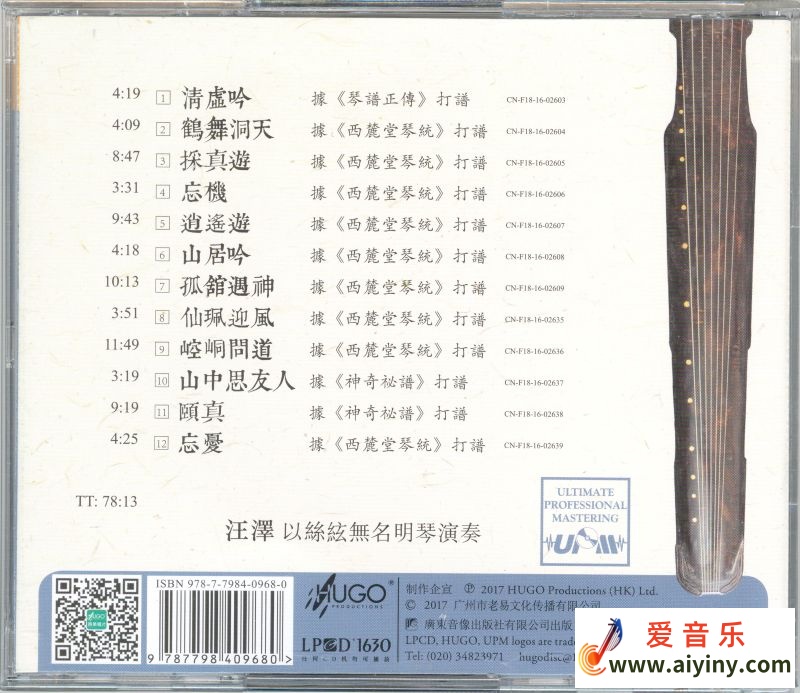 4:19 1 清虛吟 據《琴譜正傳》打譜 CN-F18-16-02603
4:09 2 鶴舞洞天 據《西麓堂琴統》打譜 CN-F18-16-02604
8:47 3 採真遊 據《西麓堂琴統》打譜 CN-F18-16-02605
3:31 4 忘機 據《西麓堂琴統》打譜 CN-F18-16-02606
9:43 5 逍遙遊 據《西麓堂琴統》打譜 CN-F18-16-02607
4:18 6 山居吟 據《西麓堂琴統》打譜 CN-F18-16-02608
10:13 7 孤舘遇神 據《西麓堂琴統》打譜 CN-F18-16-02609
3:51 8 仙珮迎風 據《西麓堂琴統》打譜 CN-F18-16-02635
11:49 9 崆峒問道 據《西麓堂琴統》打譜 CN-F18-16-02636
3:19 10 山中思友人 據《神奇祕譜》打譜 CN-F18-16-02637
9:19 11 頤真 據《神奇祕譜》打譜 CN-F18-16-02638
4:25 12 忘憂 據《西麓堂琴統》打譜 CN-F18-16-02639
TT: 78:13
汪澤 以絲絃無名明琴演奏
ULTIMATE
PROFESSIONAL
MASTERING
UPM
ISBN 978-7-7984-0968-0
9 787798 409680 >
HUGO
HUGO®
PRODUCTIONS
LPCD 1630
制作企宣 ℗ 2017 HUGO Productions (HK) Ltd.
© 2017 广州市老易文化传播有限公司
廣東音像出版社有限公司出版
LPCD, HUGO, UPM logos are trade
Tel: (020) 34823971 hugodisc@1
爱音乐
www.aiyiny.com